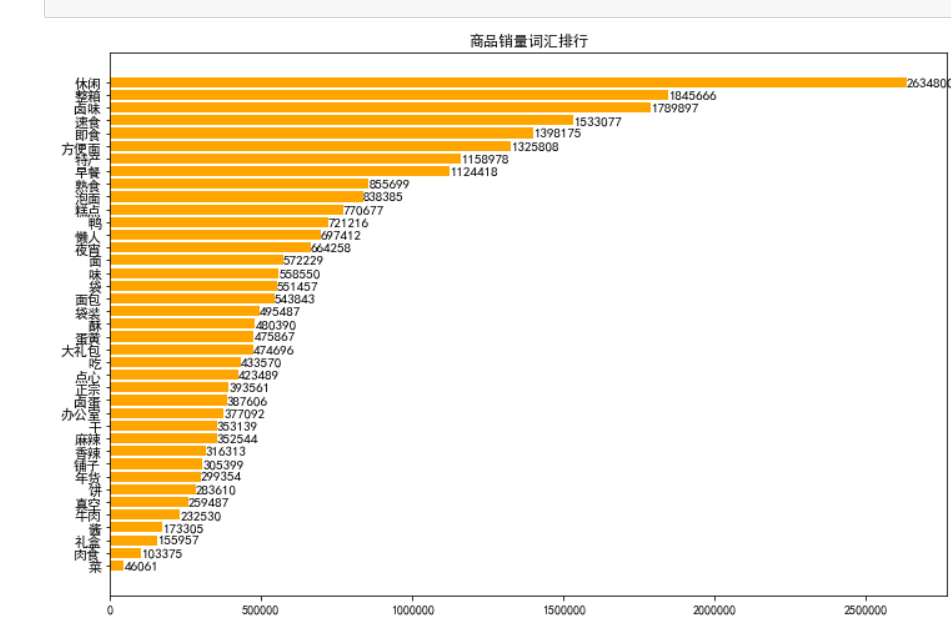 商品销量词汇排行
休闲 2634800
整箱 1845666
卤味 1789897
速食 1533077
即食 1398175
方便面 1325808
特产 1158978
早餐 1124418
熟食 855699
泡面 838385
糕点 770677
鸭 721216
懒人 697412
夜宵 664258
面 572229
味 558550
袋 551457
面包 543843
袋装 495487
酥 480390
蛋黄 475867
大礼包 474696
吃 433570
点心 423489
正宗 393561
卤蛋 387606
办公室 377092
干 353139
麻辣 352544
香辣 316313
铺子 305399
年货 299354
饼 283610
真空 259487
牛肉 232530
酱 173305
礼盒 155957
肉食 103375
菜 46061
0 500000 1000000 1500000 2000000 2500000